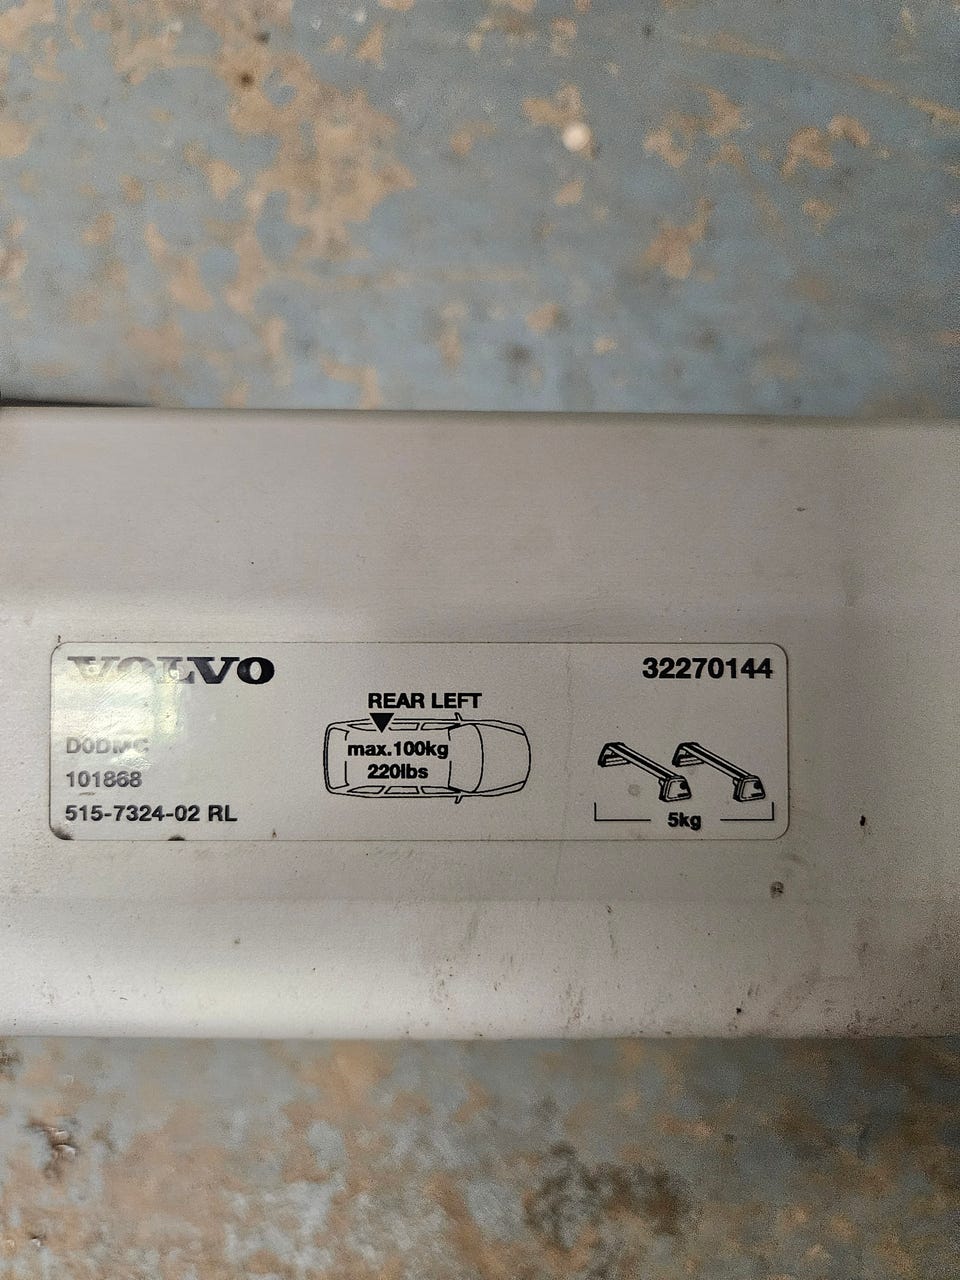 VOLVO
D0DMC
101868
515-7324-02 RL
REAR LEFT
max.100kg
220lbs
32270144
5kg